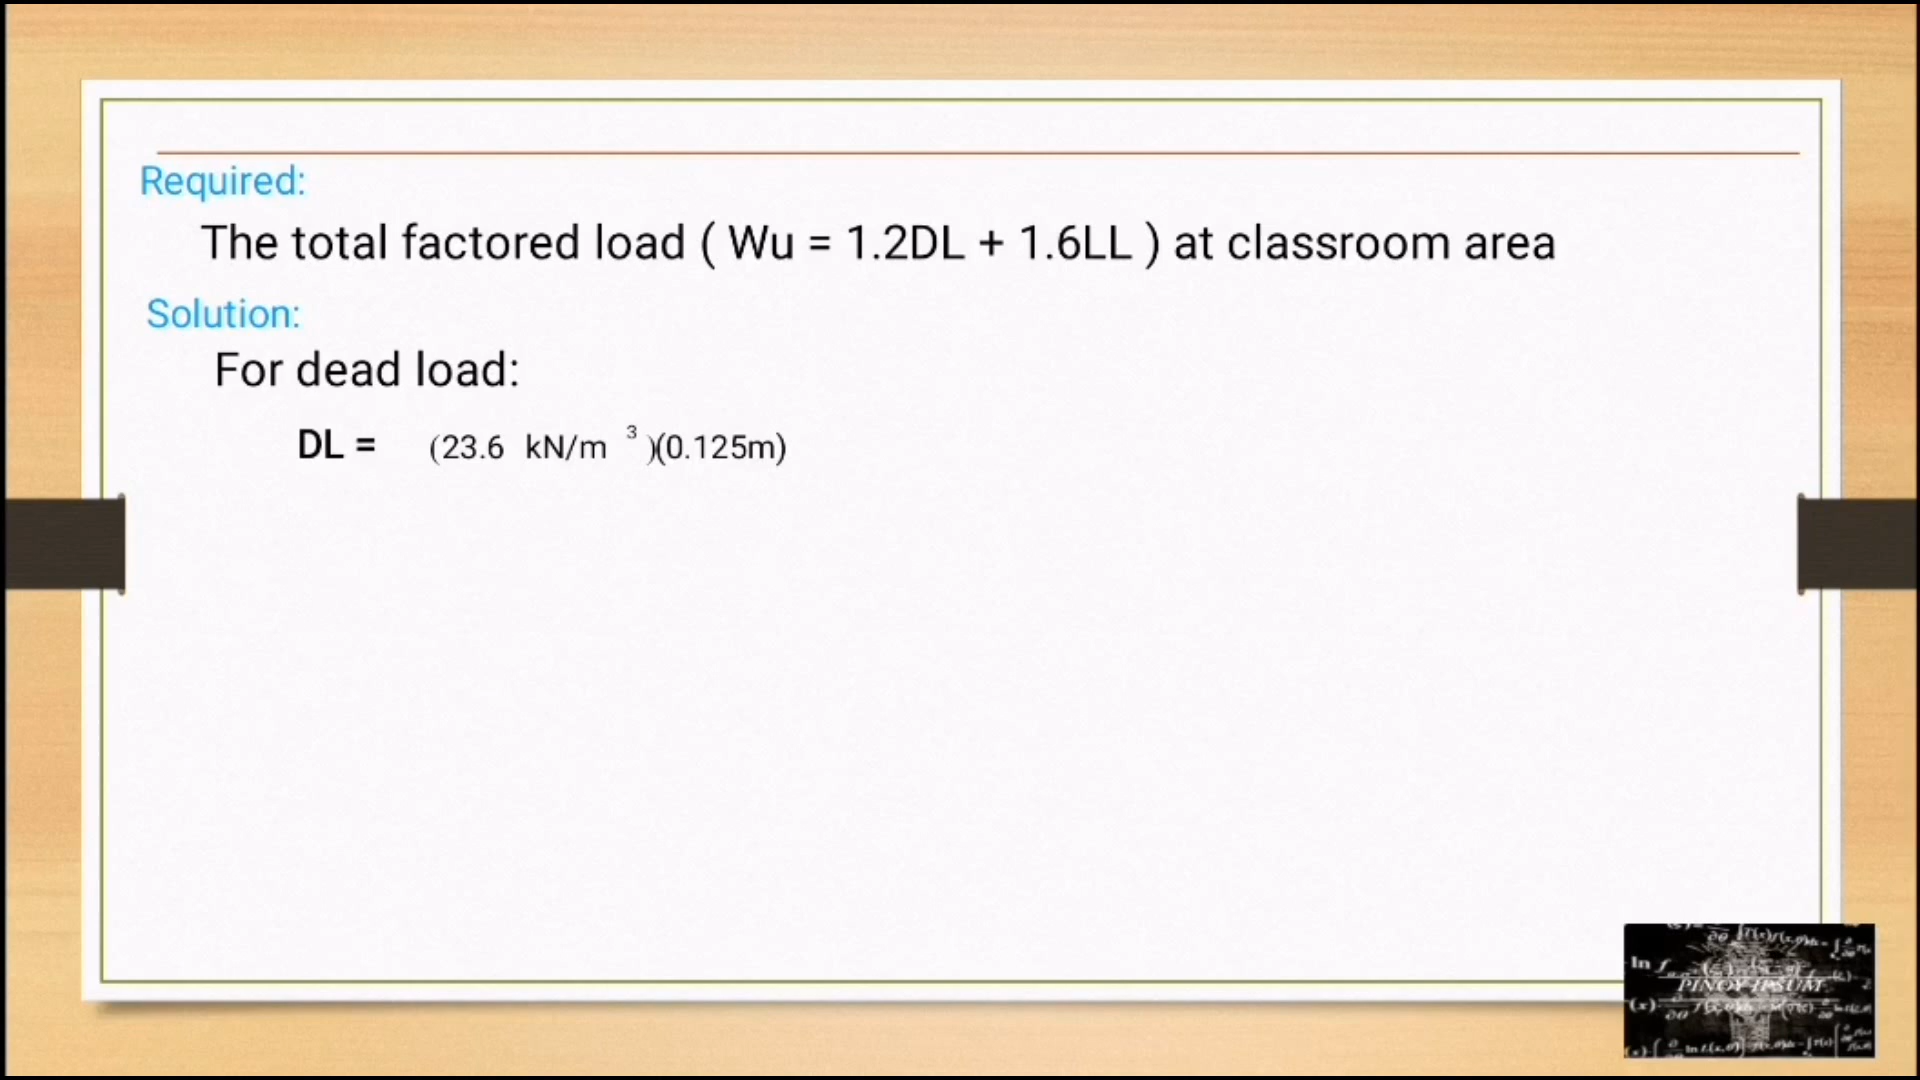 Required:
The total factored load ( Wu = 1.2DL + 1.6LL ) at classroom area
Solution:
For dead load:
DL = (23.6 kN/m ³ )(0.125m)
PINOY IPSUM